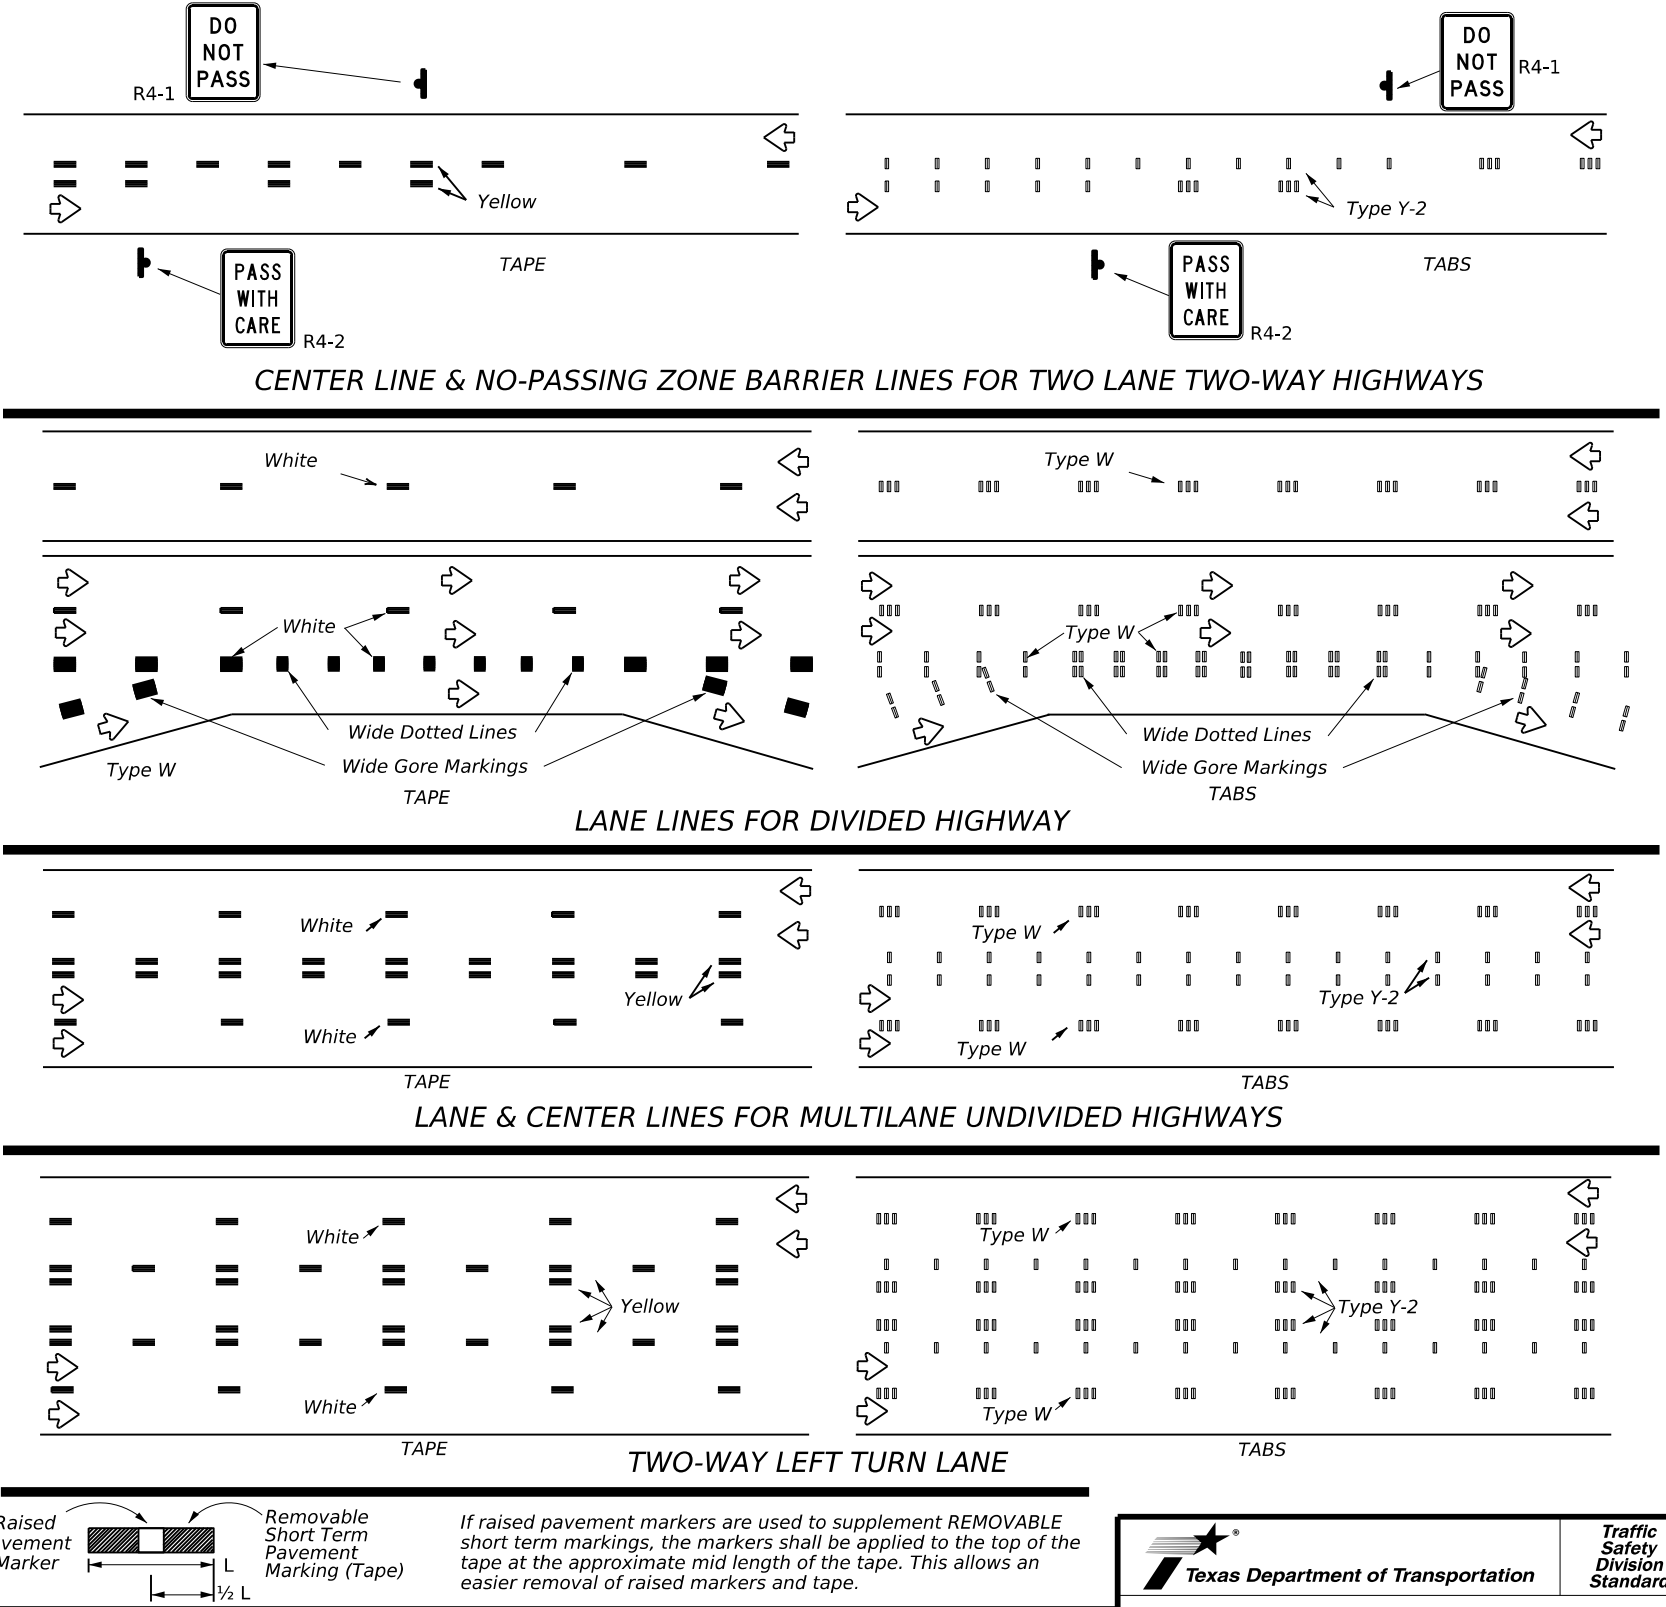 DO
NOT
PASS
R4-1
Yellow
PASS
WITH
CARE
R4-2
TAPE
DO
NOT
PASS
R4-1
Type Y-2
PASS
WITH
CARE
R4-2
TABS
CENTER LINE & NO-PASSING ZONE BARRIER LINES FOR TWO LANE TWO-WAY HIGHWAYS
White
White
Wide Dotted Lines
Wide Gore Markings
Type W
TAPE
Type W
Type W
Wide Dotted Lines
Wide Gore Markings
TABS
LANE LINES FOR DIVIDED HIGHWAY
White
Yellow
White
TAPE
Type W
Type Y-2
Type W
TABS
LANE & CENTER LINES FOR MULTILANE UNDIVIDED HIGHWAYS
White
Yellow
White
TAPE
Type W
Type Y-2
Type W
TABS
TWO-WAY LEFT TURN LANE
Raised
vement
Marker
L
½ L
Removable
Short Term
Pavement
Marking (Tape)
If raised pavement markers are used to supplement REMOVABLE
short term markings, the markers shall be applied to the top of the
tape at the approximate mid length of the tape. This allows an
easier removal of raised markers and tape.
®
Texas Department of Transportation
Traffic
Safety
Division
Standard